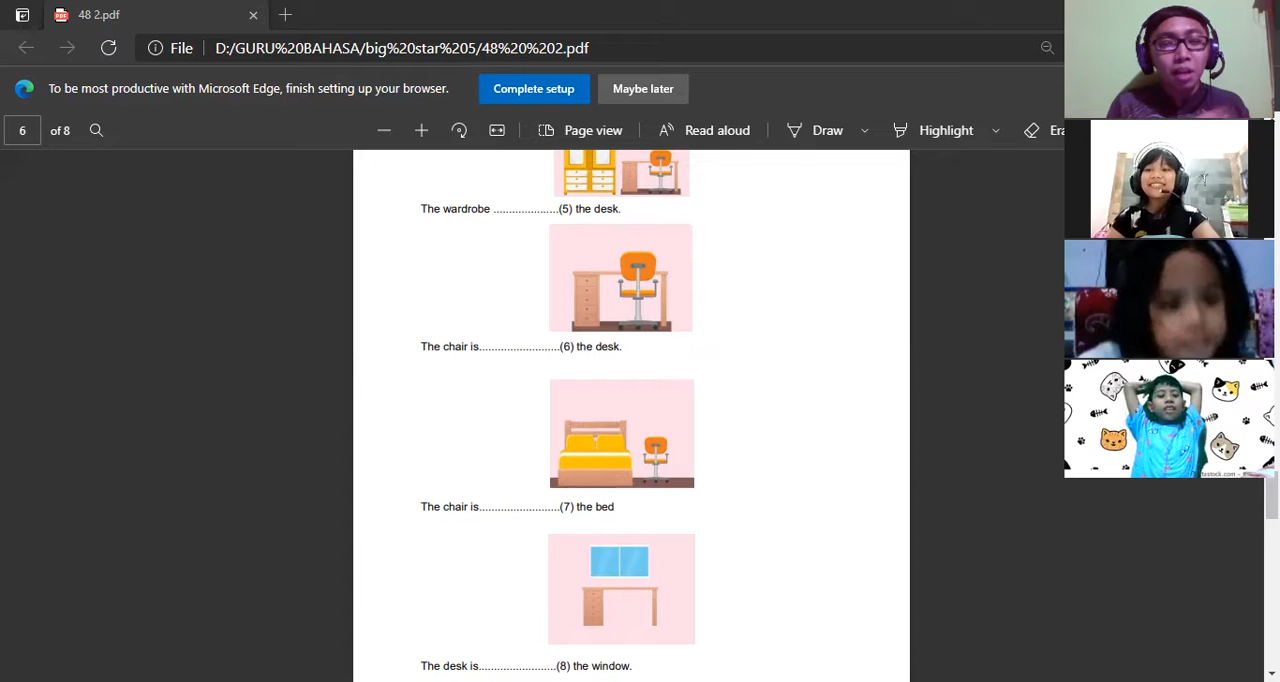 48 2.pdf
File D:/GURU%20BAHASA/big%20star%205/48%20%202.pdf
To be most productive with Microsoft Edge, finish setting up your browser. Complete setup Maybe later
6 of 8 Page view Read aloud Draw Highlight Era
The wardrobe .....................(5) the desk.
The chair is..........................(6) the desk.
The chair is..........................(7) the bed
The desk is.........................(8) the window.